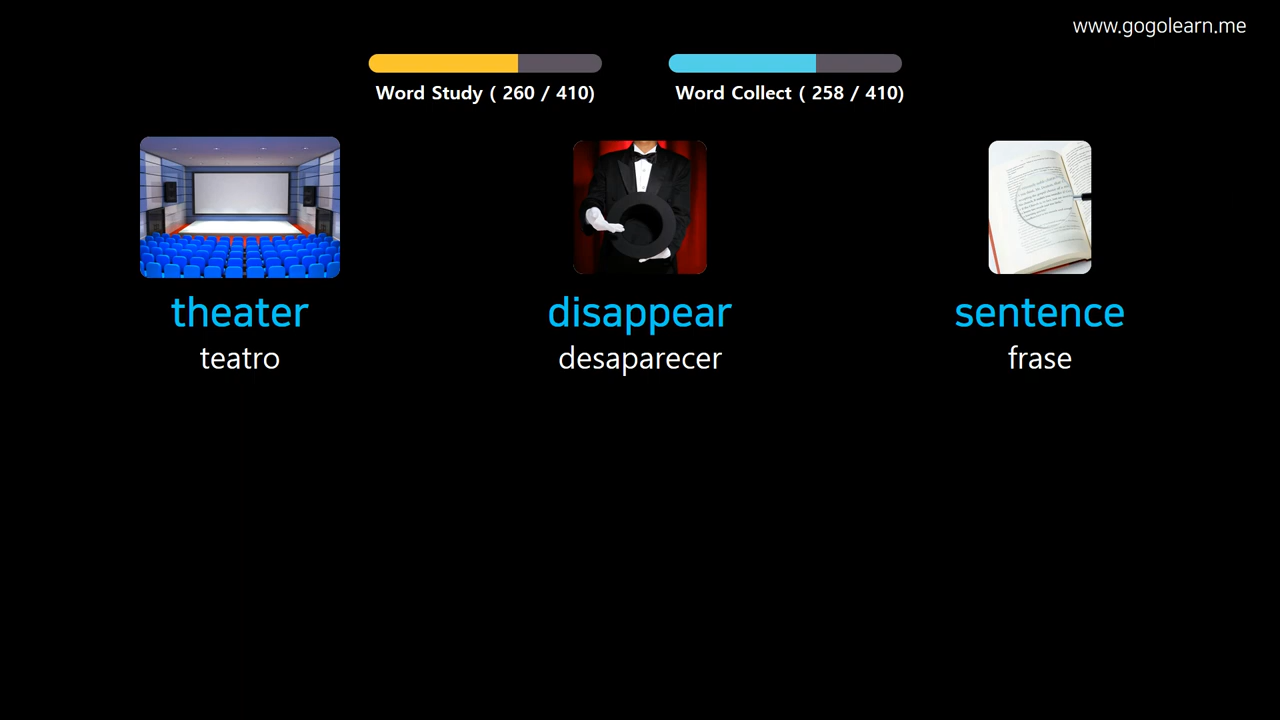 www.gogolearn.me
Word Study ( 260 / 410)
Word Collect ( 258 / 410)
theater
teatro
disappear
desaparecer
sentence
frase